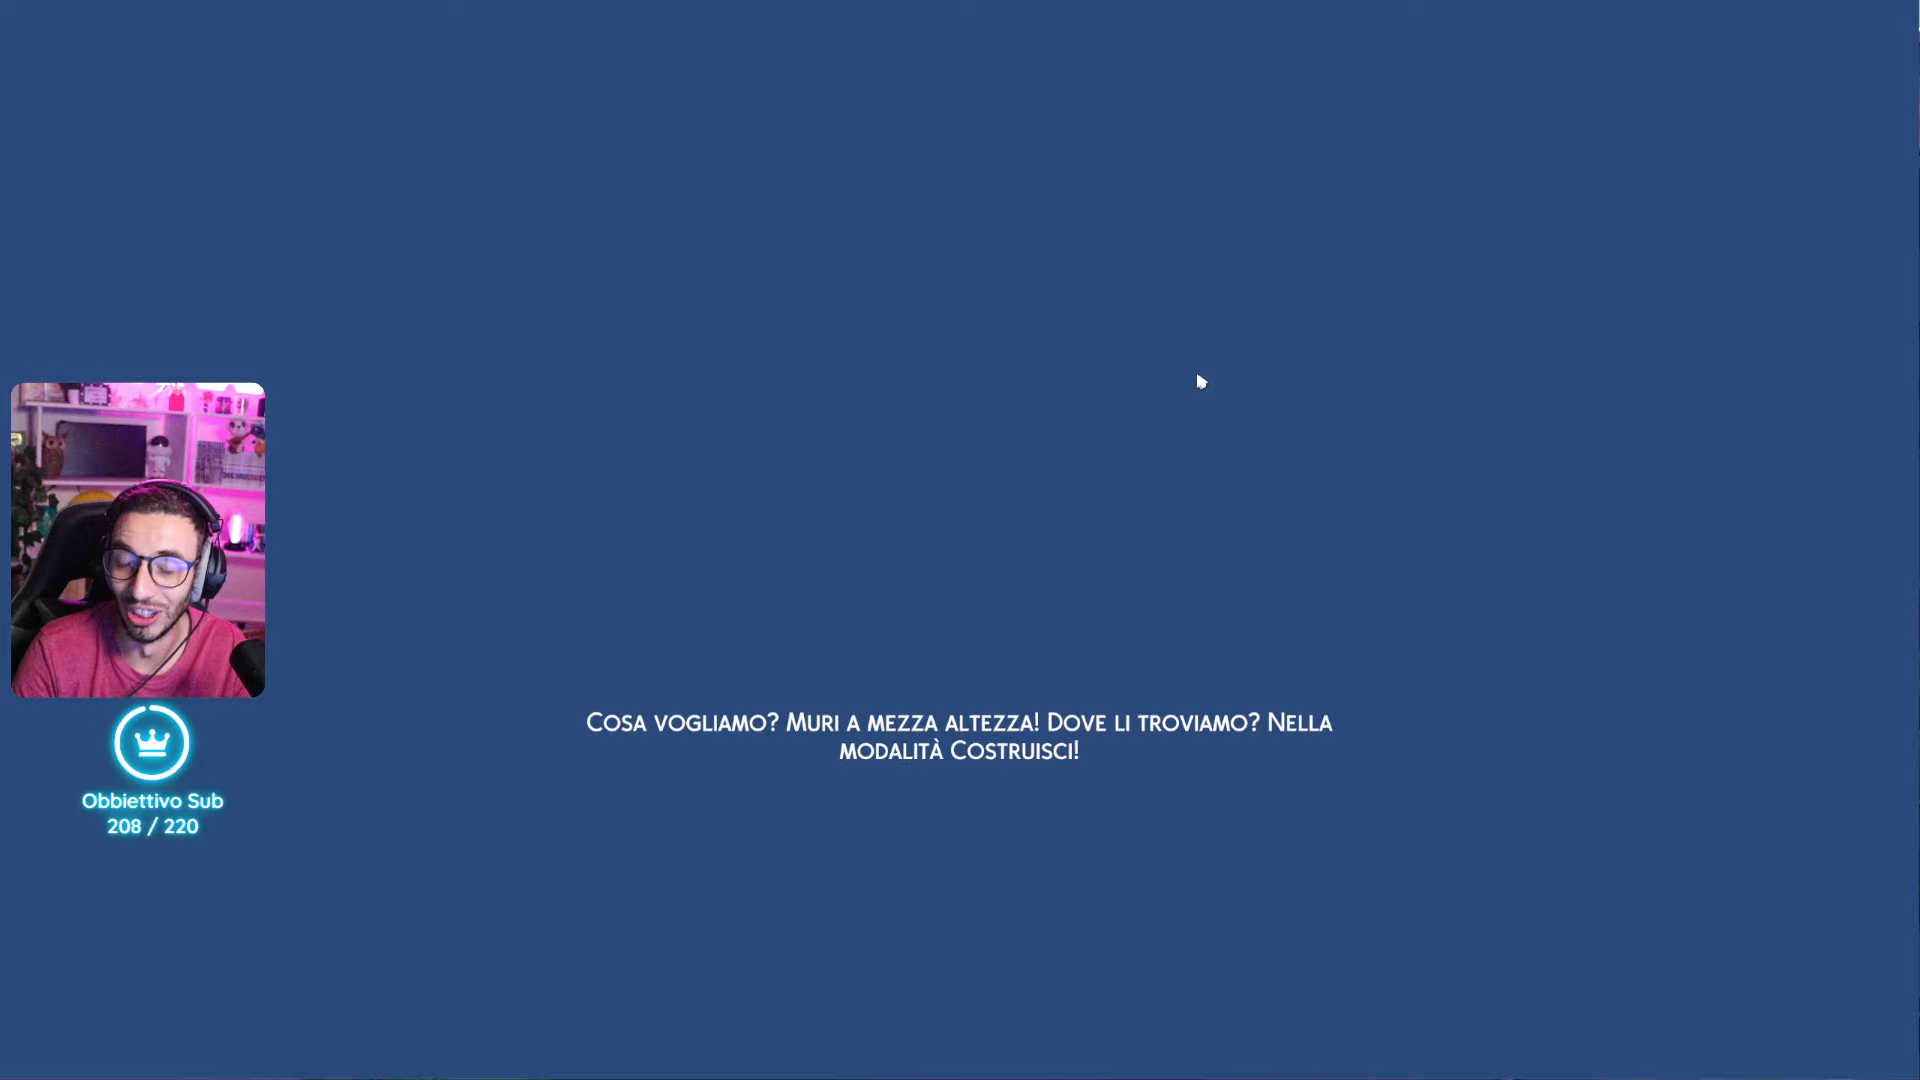 Cosa vogliamo? Muri a mezza altezza! Dove li troviamo? Nella
modalità Costruisci!
Obbiettivo Sub
208 / 220